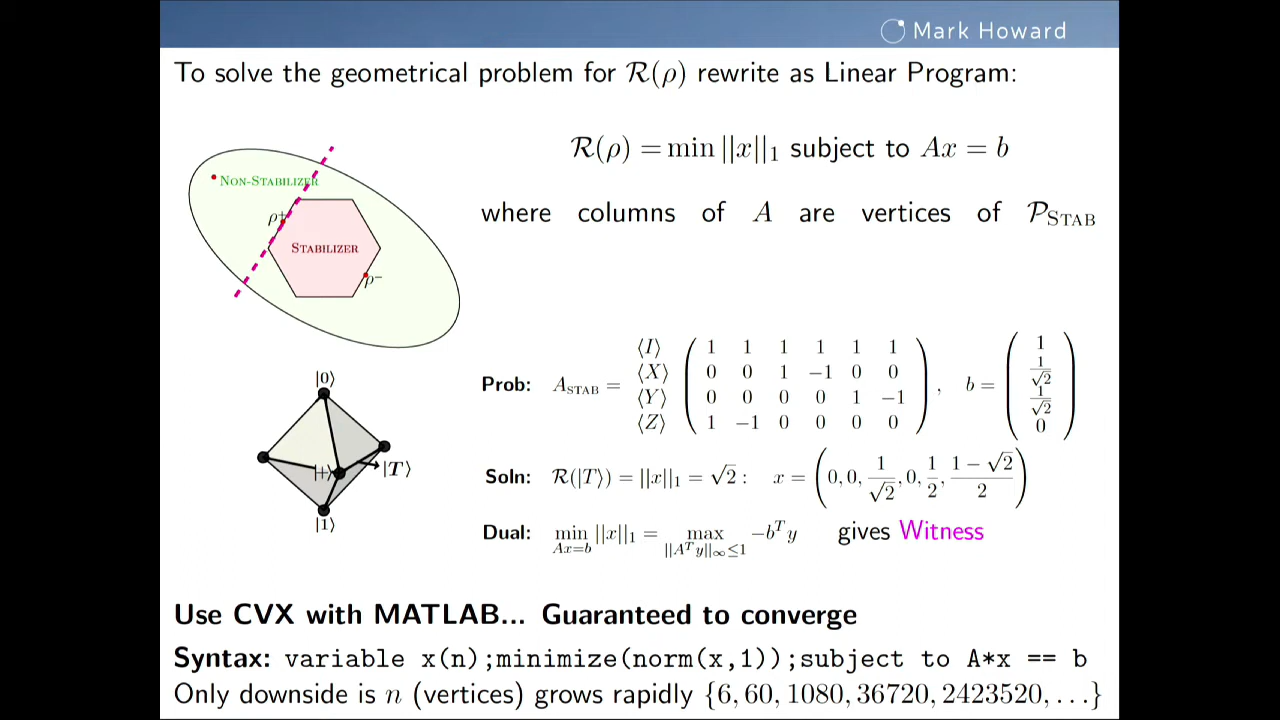 Mark Howard
To solve the geometrical problem for ℛ(ρ) rewrite as Linear Program:
ℛ(ρ) = min ||x||₁ subject to Ax = b
where columns of A are vertices of 𝒫_STAB
Non-Stabilizer
ρ⁺
Stabilizer
ρ⁻
|0⟩
|+⟩
|T⟩
|1⟩
Prob: A_STAB =
⟨I⟩ 1 1 1 1 1 1
⟨X⟩ 0 0 1 −1 0 0
⟨Y⟩ 0 0 0 0 1 −1
⟨Z⟩ 1 −1 0 0 0 0
, b = ( 1 1/√2 1/√2 0 )
Soln: ℛ(|T⟩) = ||x||₁ = √2 : x = (0, 0, 1/√2, 0, 1/2, (1 − √2)/2)
Dual: min_{Ax=b} ||x||₁ = max_{||Aᵀy||∞≤1} −bᵀy gives Witness
Use CVX with MATLAB... Guaranteed to converge
Syntax: variable x(n);minimize(norm(x,1));subject to A*x == b
Only downside is n (vertices) grows rapidly {6, 60, 1080, 36720, 2423520, . . .}